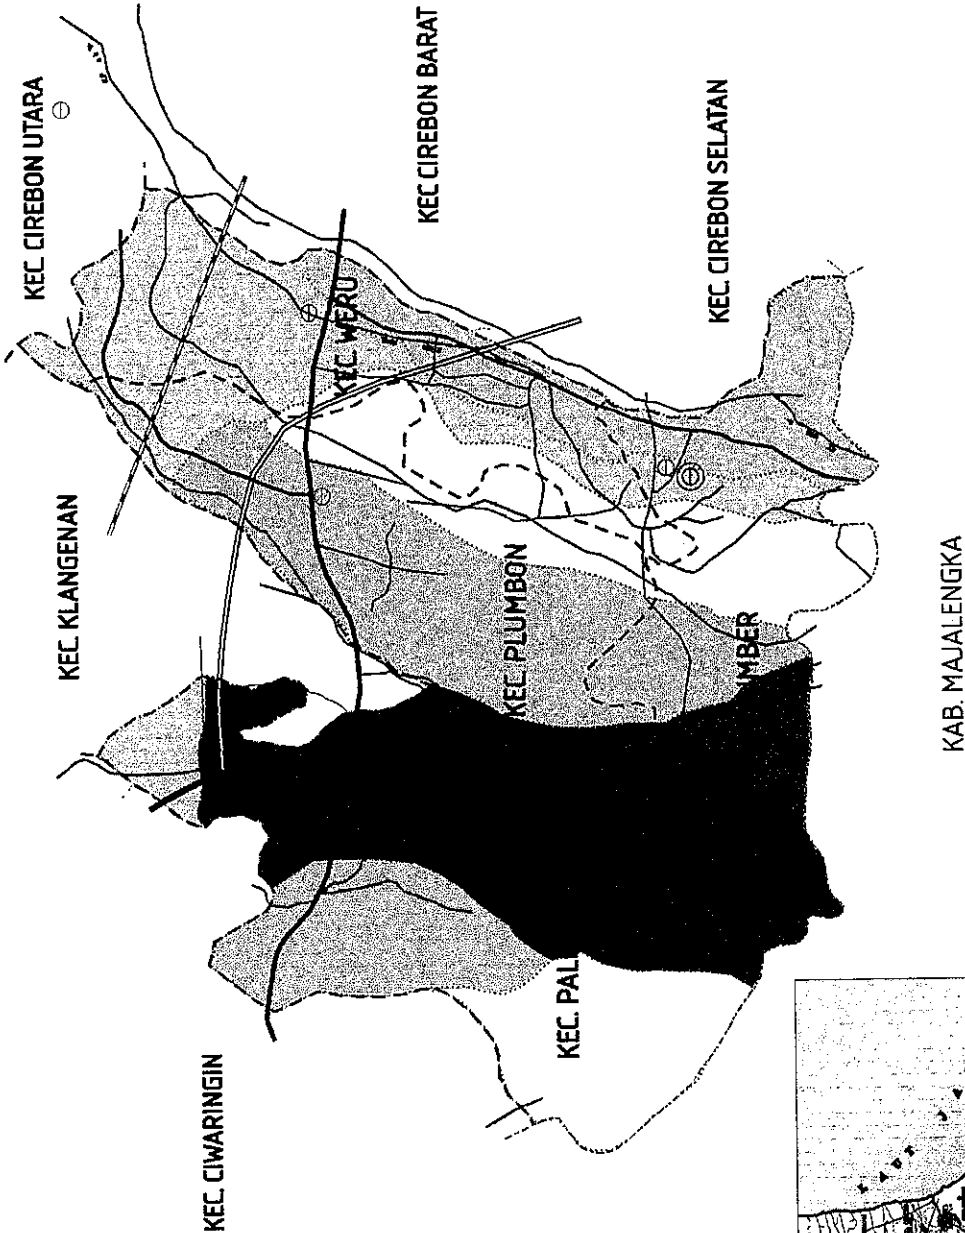 KEC CIREBON UTARA
KEC. KLANGENAN
KEC. CIWARINGIN
KEC WERU
KEC CIREBON BARAT
KEC. PLUMBON
KEC. PAL
KEC. CIREBON SELATAN
MBER
KAB. MAJALENGKA